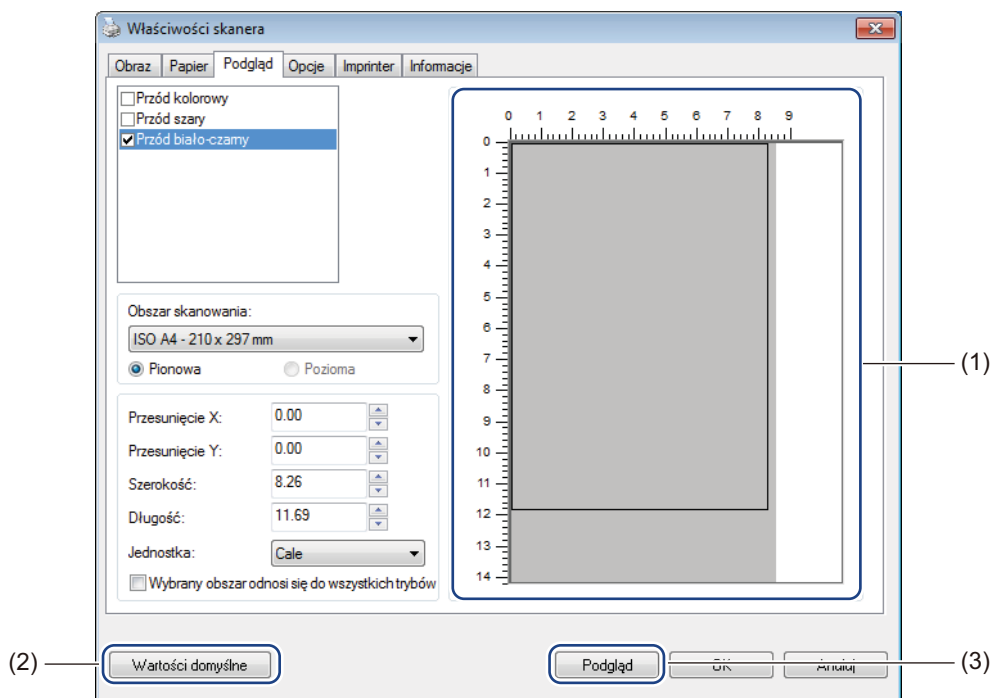 Właściwości skanera
Obraz Papier Podgląd Opcje Imprinter Informacje
Przód kolorowy
Przód szary
Przód biało-czarny
Obszar skanowania:
ISO A4 - 210 x 297 mm
Pionowa Pozioma
Przesunięcie X: 0.00
Przesunięcie Y: 0.00
Szerokość: 8.26
Długość: 11.69
Jednostka: Cale
Wybrany obszar odnosi się do wszystkich trybów
0 1 2 3 4 5 6 7 8 9
0
1
2
3
4
5
6
7
8
9
10
11
12
13
14
(1)
(2) Wartości domyślne Podgląd OK Anuluj (3)